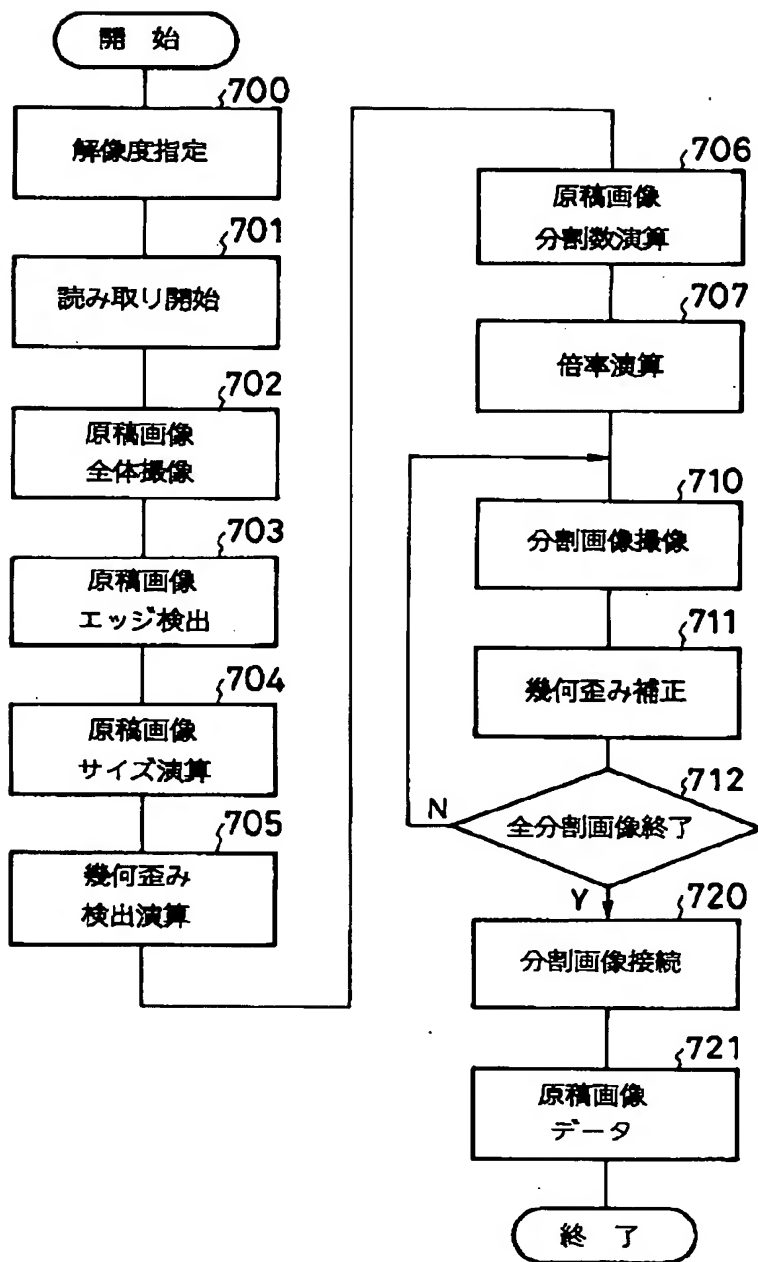 開 始
700
解像度指定
701
読み取り開始
702
原稿画像
全体撮像
703
原稿画像
エッジ検出
704
原稿画像
サイズ演算
705
幾何歪み
検出演算
706
原稿画像
分割数演算
707
倍率演算
710
分割画像撮像
711
幾何歪み補正
712
全分割画像終了
N
Y
720
分割画像接続
721
原稿画像
データ
終 了